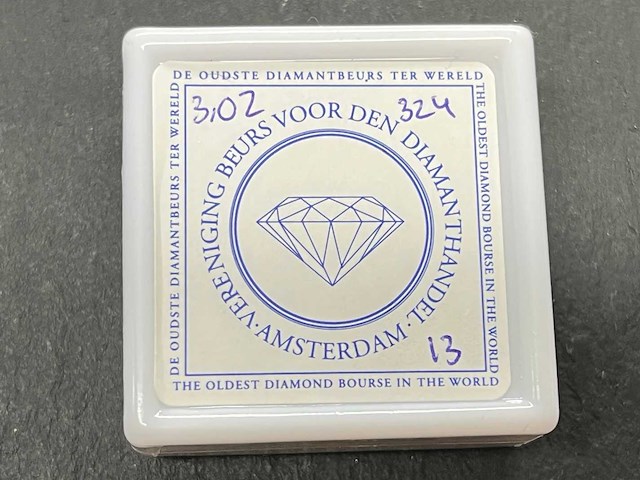 DE OUDSTE DIAMANTBEURS TER WERELD
THE OLDEST DIAMOND BOURSE IN THE WORLD
THE OLDEST DIAMOND BOURSE IN THE WORLD
DE OUDSTE DIAMANTBEURS TER WERELD
3,02
324
VERENIGING BEURS VOOR DEN DIAMANTHANDEL
·AMSTERDAM·
13